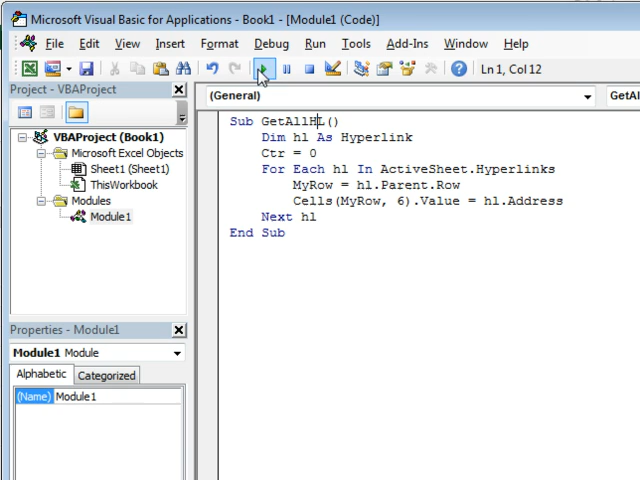 Microsoft Visual Basic for Applications - Book1 - [Module1 (Code)]
File Edit View Insert Format Debug Run Tools Add-Ins Window Help
Ln 1, Col 12
Project - VBAProject
(General)
GetAl
VBAProject (Book1)
Microsoft Excel Objects
Sheet1 (Sheet1)
ThisWorkbook
Modules
Module1
Sub GetAllHL()
Dim hl As Hyperlink
Ctr = 0
For Each hl In ActiveSheet.Hyperlinks
MyRow = hl.Parent.Row
Cells(MyRow, 6).Value = hl.Address
Next hl
End Sub
Properties - Module1
Module1 Module
Alphabetic Categorized
(Name) Module1